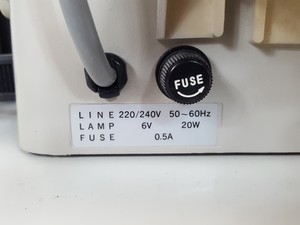 FUSE
LINE 220/240V 50~60Hz
LAMP 6V 20W
FUSE 0.5A